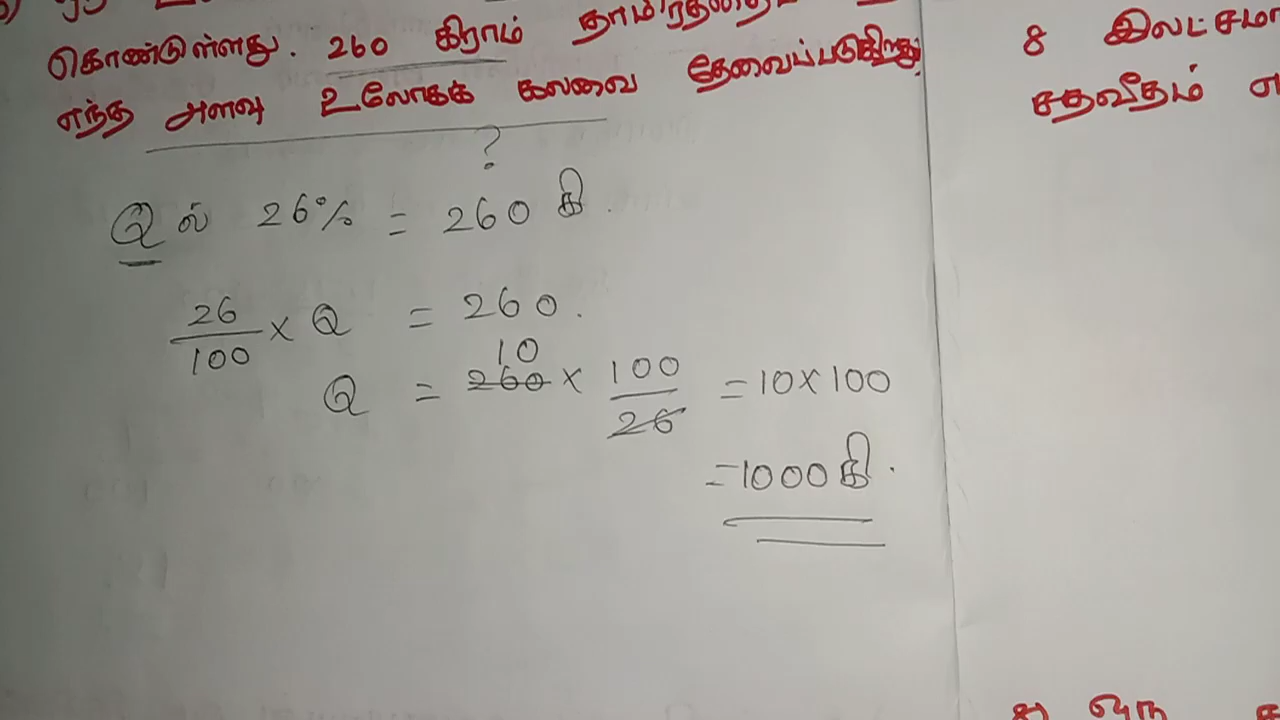 கொண்டுள்ளது. 260 கிராம்
எந்த அளவு உலோகக் கலவை தேவைப்படுகிறது
?
Q ல் 26% = 260 கி.
26/100 × Q = 260.
Q = 260 × 100/26 = 10 × 100
10
= 1000 கி.
8 இலட்சமா
சதவீதம் எ
ஒரு